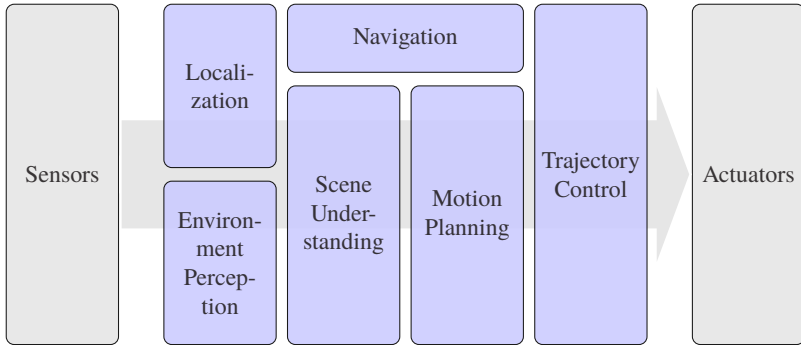 Sensors
Locali-
zation
Environ-
ment
Percep-
tion
Navigation
Scene
Under-
standing
Motion
Planning
Trajectory
Control
Actuators